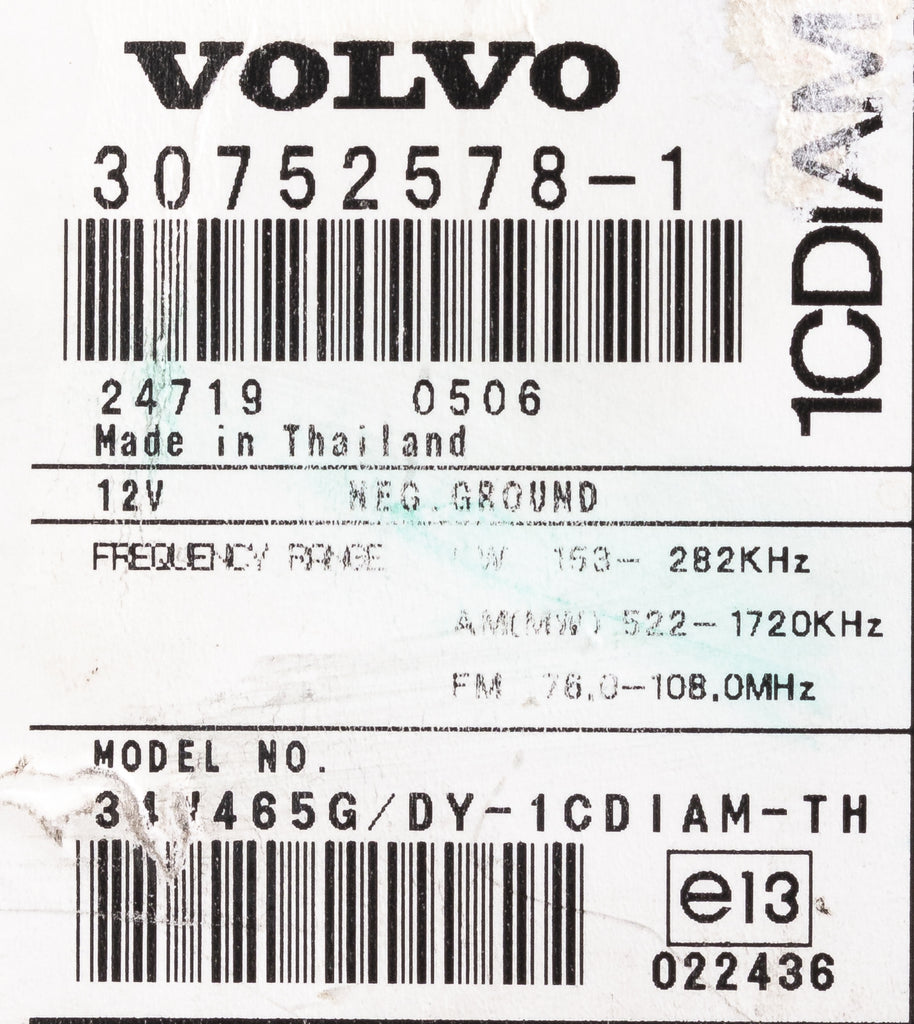 VOLVO
30752578-1
24719 0506
Made in Thailand
12V NEG.GROUND
FREQUENCY RANGE LW 153- 282KHz
AM(MW) 522-1720KHz
FM 76.0-108.0MHz
MODEL NO.
/DY-1CDIAM-TH
e13
022436
1CDIAM